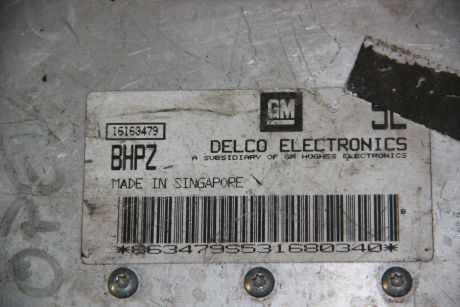 GM
16163479
BHPZ
DELCO ELECTRONICS
A SUBSIDIARY OF GM HUGHES ELECTRONICS
MADE IN SINGAPORE
*863479S531680340*